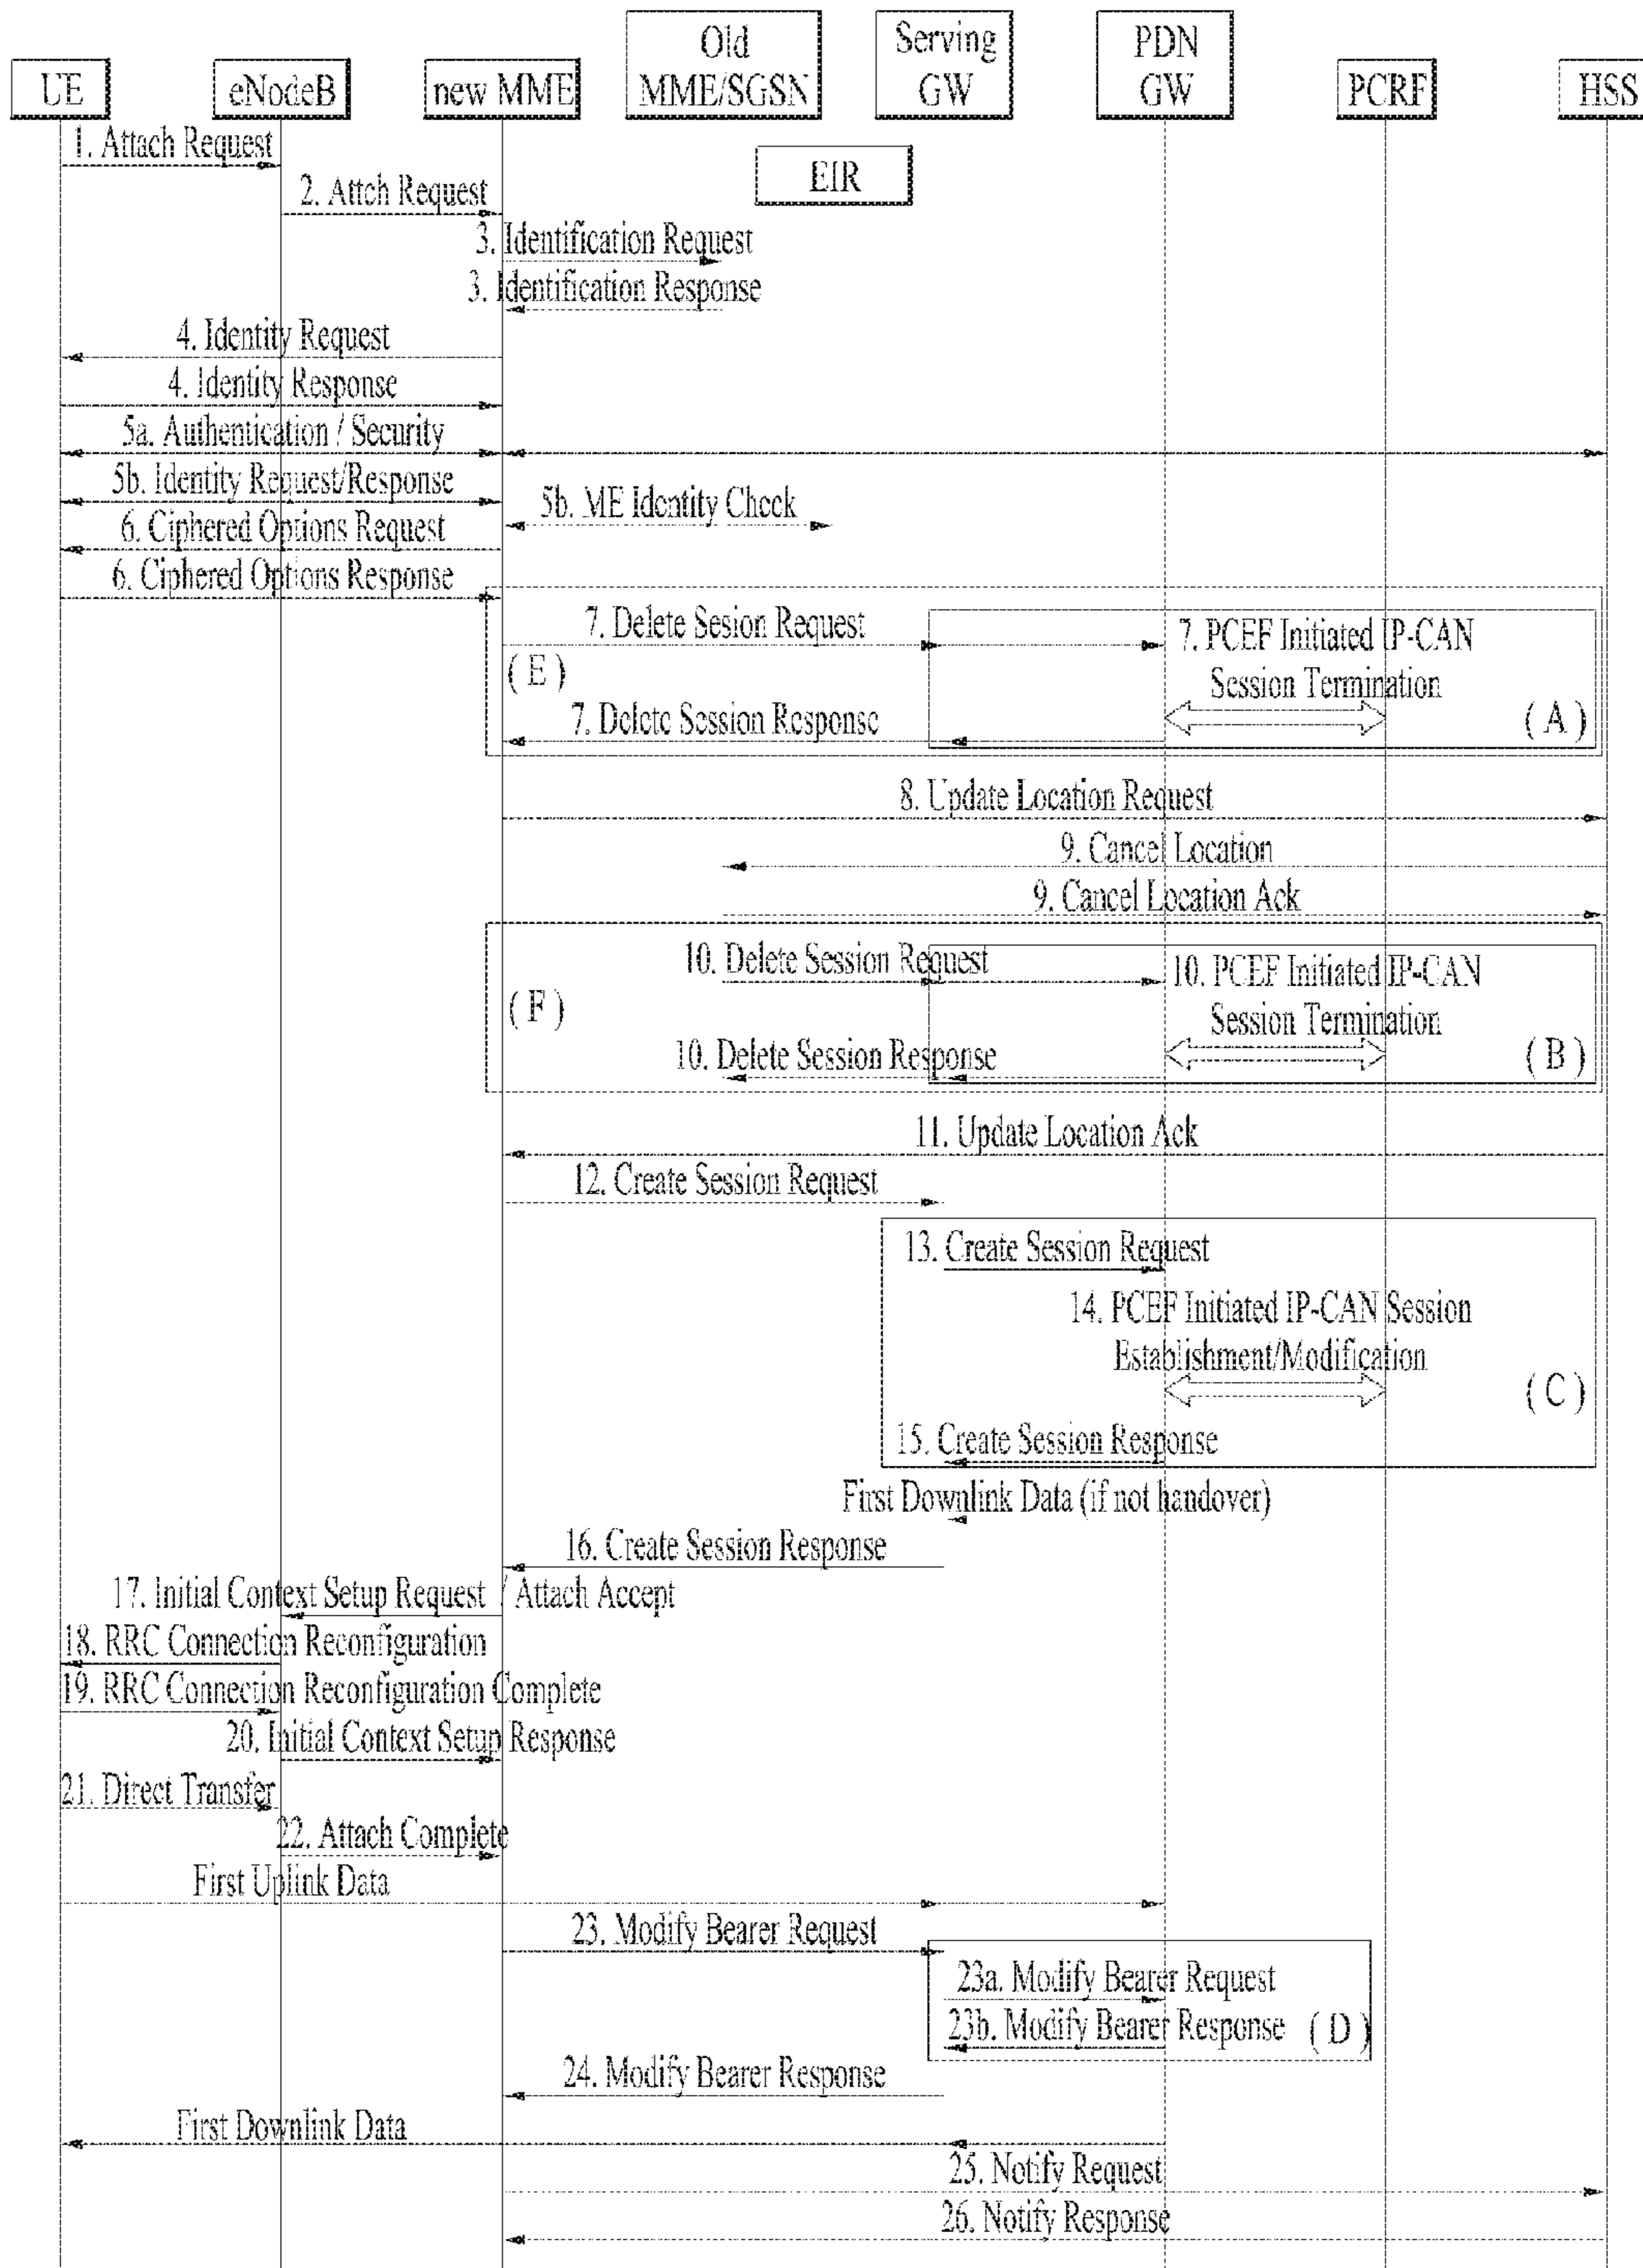 Old
MME/SGSN
Serving
GW
PDN
GW
UE
eNodeB
new MME
PCRF
HSS
1. Attach Request
EIR
2. Attch Request
3. Identification Request
3. Identification Response
4. Identity Request
4. Identity Response
5a. Authentication / Security
5b. Identity Request/Response
5b. ME Identity Check
6. Ciphered Options Request
6. Ciphered Options Response
7. Delete Sesion Request
7. PCEF Initiated IP-CAN
Session Termination
( E )
7. Delete Session Response
( A )
8. Update Location Request
9. Cancel Location
9. Cancel Location Ack
10. Delete Session Request
10. PCEF Initiated IP-CAN
Session Termination
( F )
10. Delete Session Response
( B )
11. Update Location Ack
12. Create Session Request
13. Create Session Request
14. PCEF Initiated IP-CAN Session
Establishment/Modification
( C )
15. Create Session Response
First Downlink Data (if not handover)
16. Create Session Response
17. Initial Context Setup Request / Attach Accept
18. RRC Connection Reconfiguration
19. RRC Connection Reconfiguration Complete
20. Initial Context Setup Response
21. Direct Transfer
22. Attach Complete
First Uplink Data
23. Modify Bearer Request
23a. Modify Bearer Request
23b. Modify Bearer Response ( D )
24. Modify Bearer Response
First Downlink Data
25. Notify Request
26. Notify Response